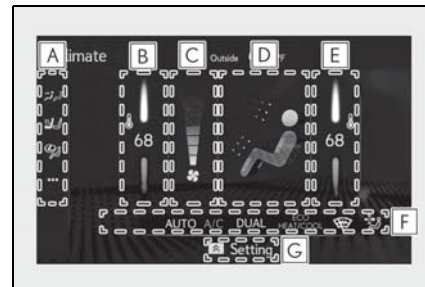 A B C D E
limate Outside °F
68 68
AUTO A/C DUAL ECO HEAT/COOL
F
Setting G